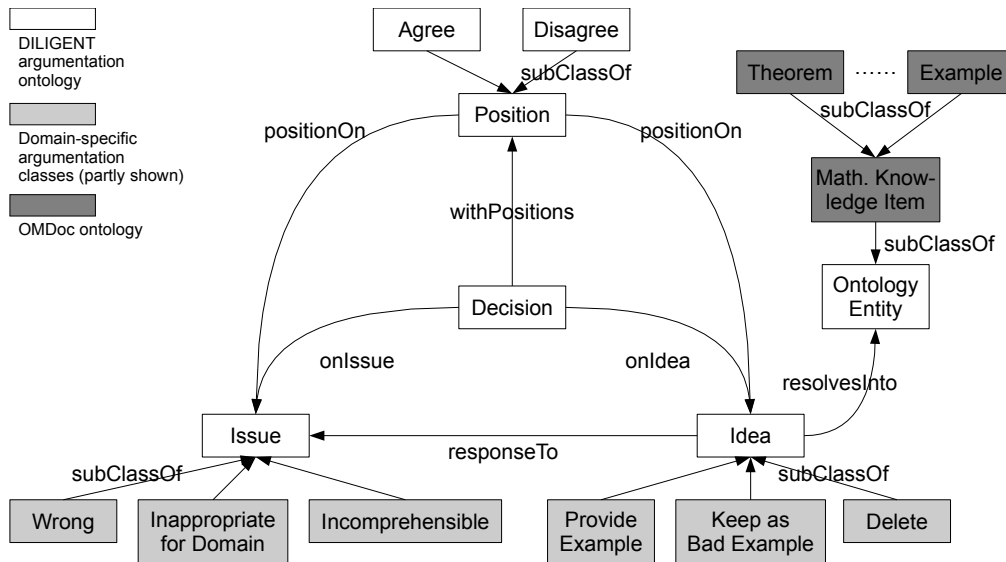 DILIGENT
argumentation
ontology
Domain-specific
argumentation
classes (partly shown)
OMDoc ontology
Agree
Disagree
subClassOf
Position
positionOn
positionOn
withPositions
Decision
onIssue
onIdea
Theorem
......
Example
subClassOf
Math. Know-
ledge Item
subClassOf
Ontology
Entity
resolvesInto
Issue
responseTo
Idea
subClassOf
subClassOf
Wrong
Inappropriate
for Domain
Incomprehensible
Provide
Example
Keep as
Bad Example
Delete